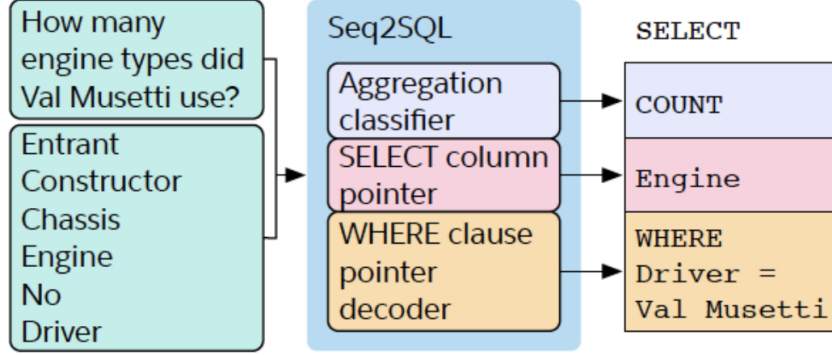 How many
engine types did
Val Musetti use?
Entrant
Constructor
Chassis
Engine
No
Driver
Seq2SQL
Aggregation
classifier
SELECT column
pointer
WHERE clause
pointer
decoder
SELECT
COUNT
Engine
WHERE
Driver =
Val Musetti